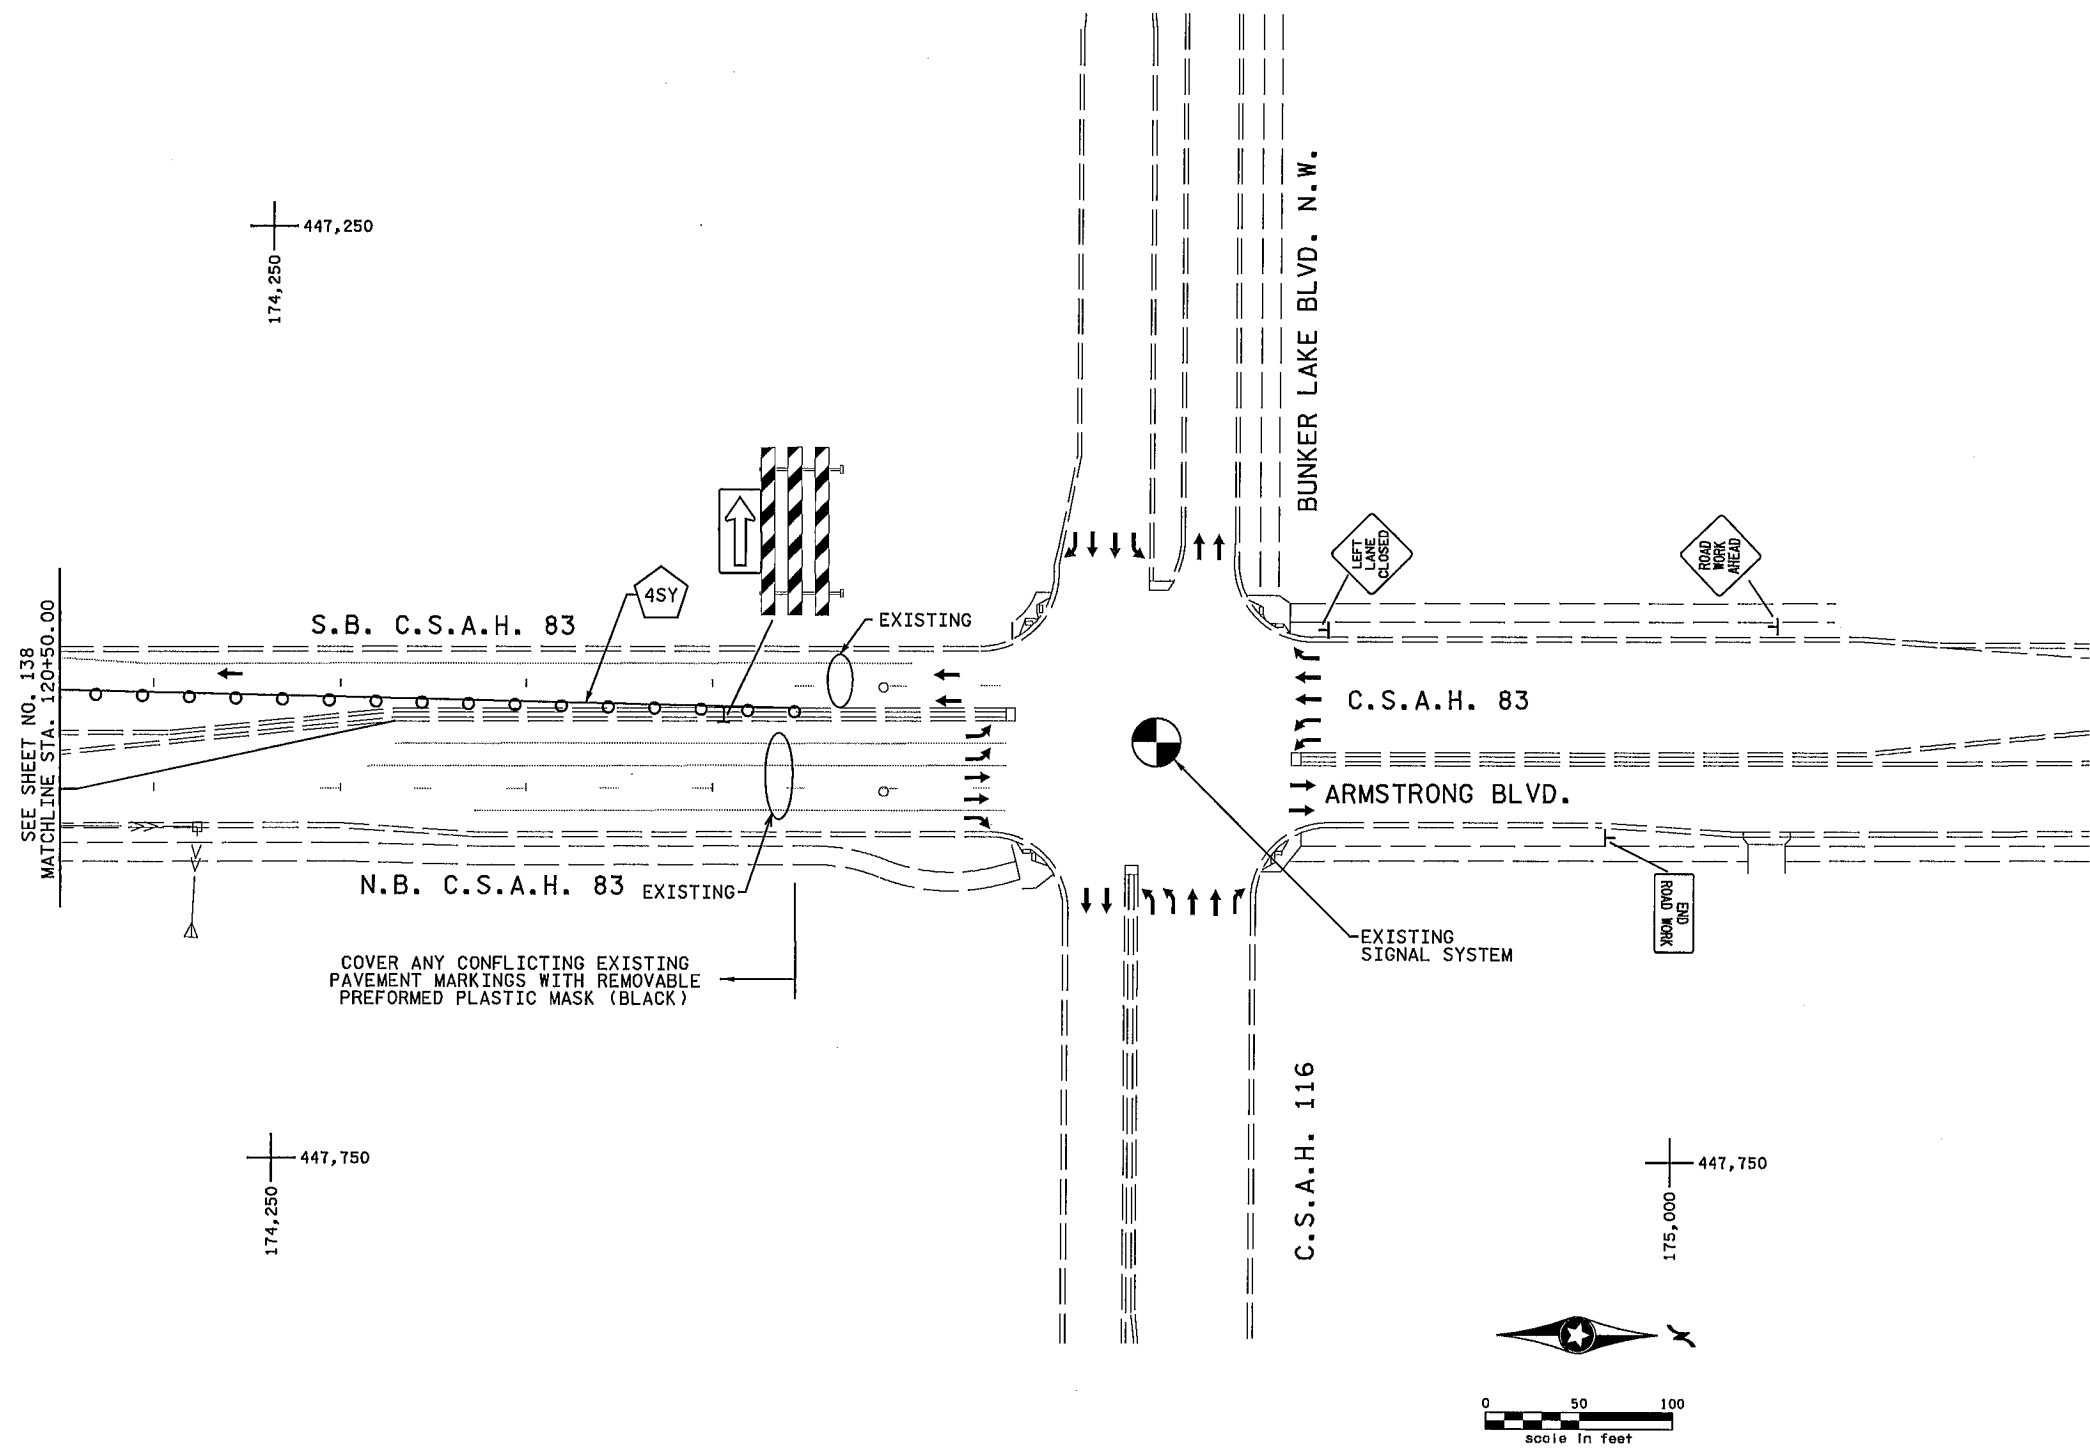 447,250
174,250
BUNKER LAKE BLVD. N.W.
LEFT
LANE
CLOSED
ROAD
WORK
AHEAD
4SY
S.B. C.S.A.H. 83
EXISTING
SEE SHEET NO. 138
MATCHLINE STA. 120+50.00
C.S.A.H. 83
ARMSTRONG BLVD.
N.B. C.S.A.H. 83
EXISTING
END
ROAD WORK
EXISTING
SIGNAL SYSTEM
COVER ANY CONFLICTING EXISTING
PAVEMENT MARKINGS WITH REMOVABLE
PREFORMED PLASTIC MASK (BLACK)
C.S.A.H. 116
447,750
174,250
447,750
175,000
N
0 50 100
scale in feet